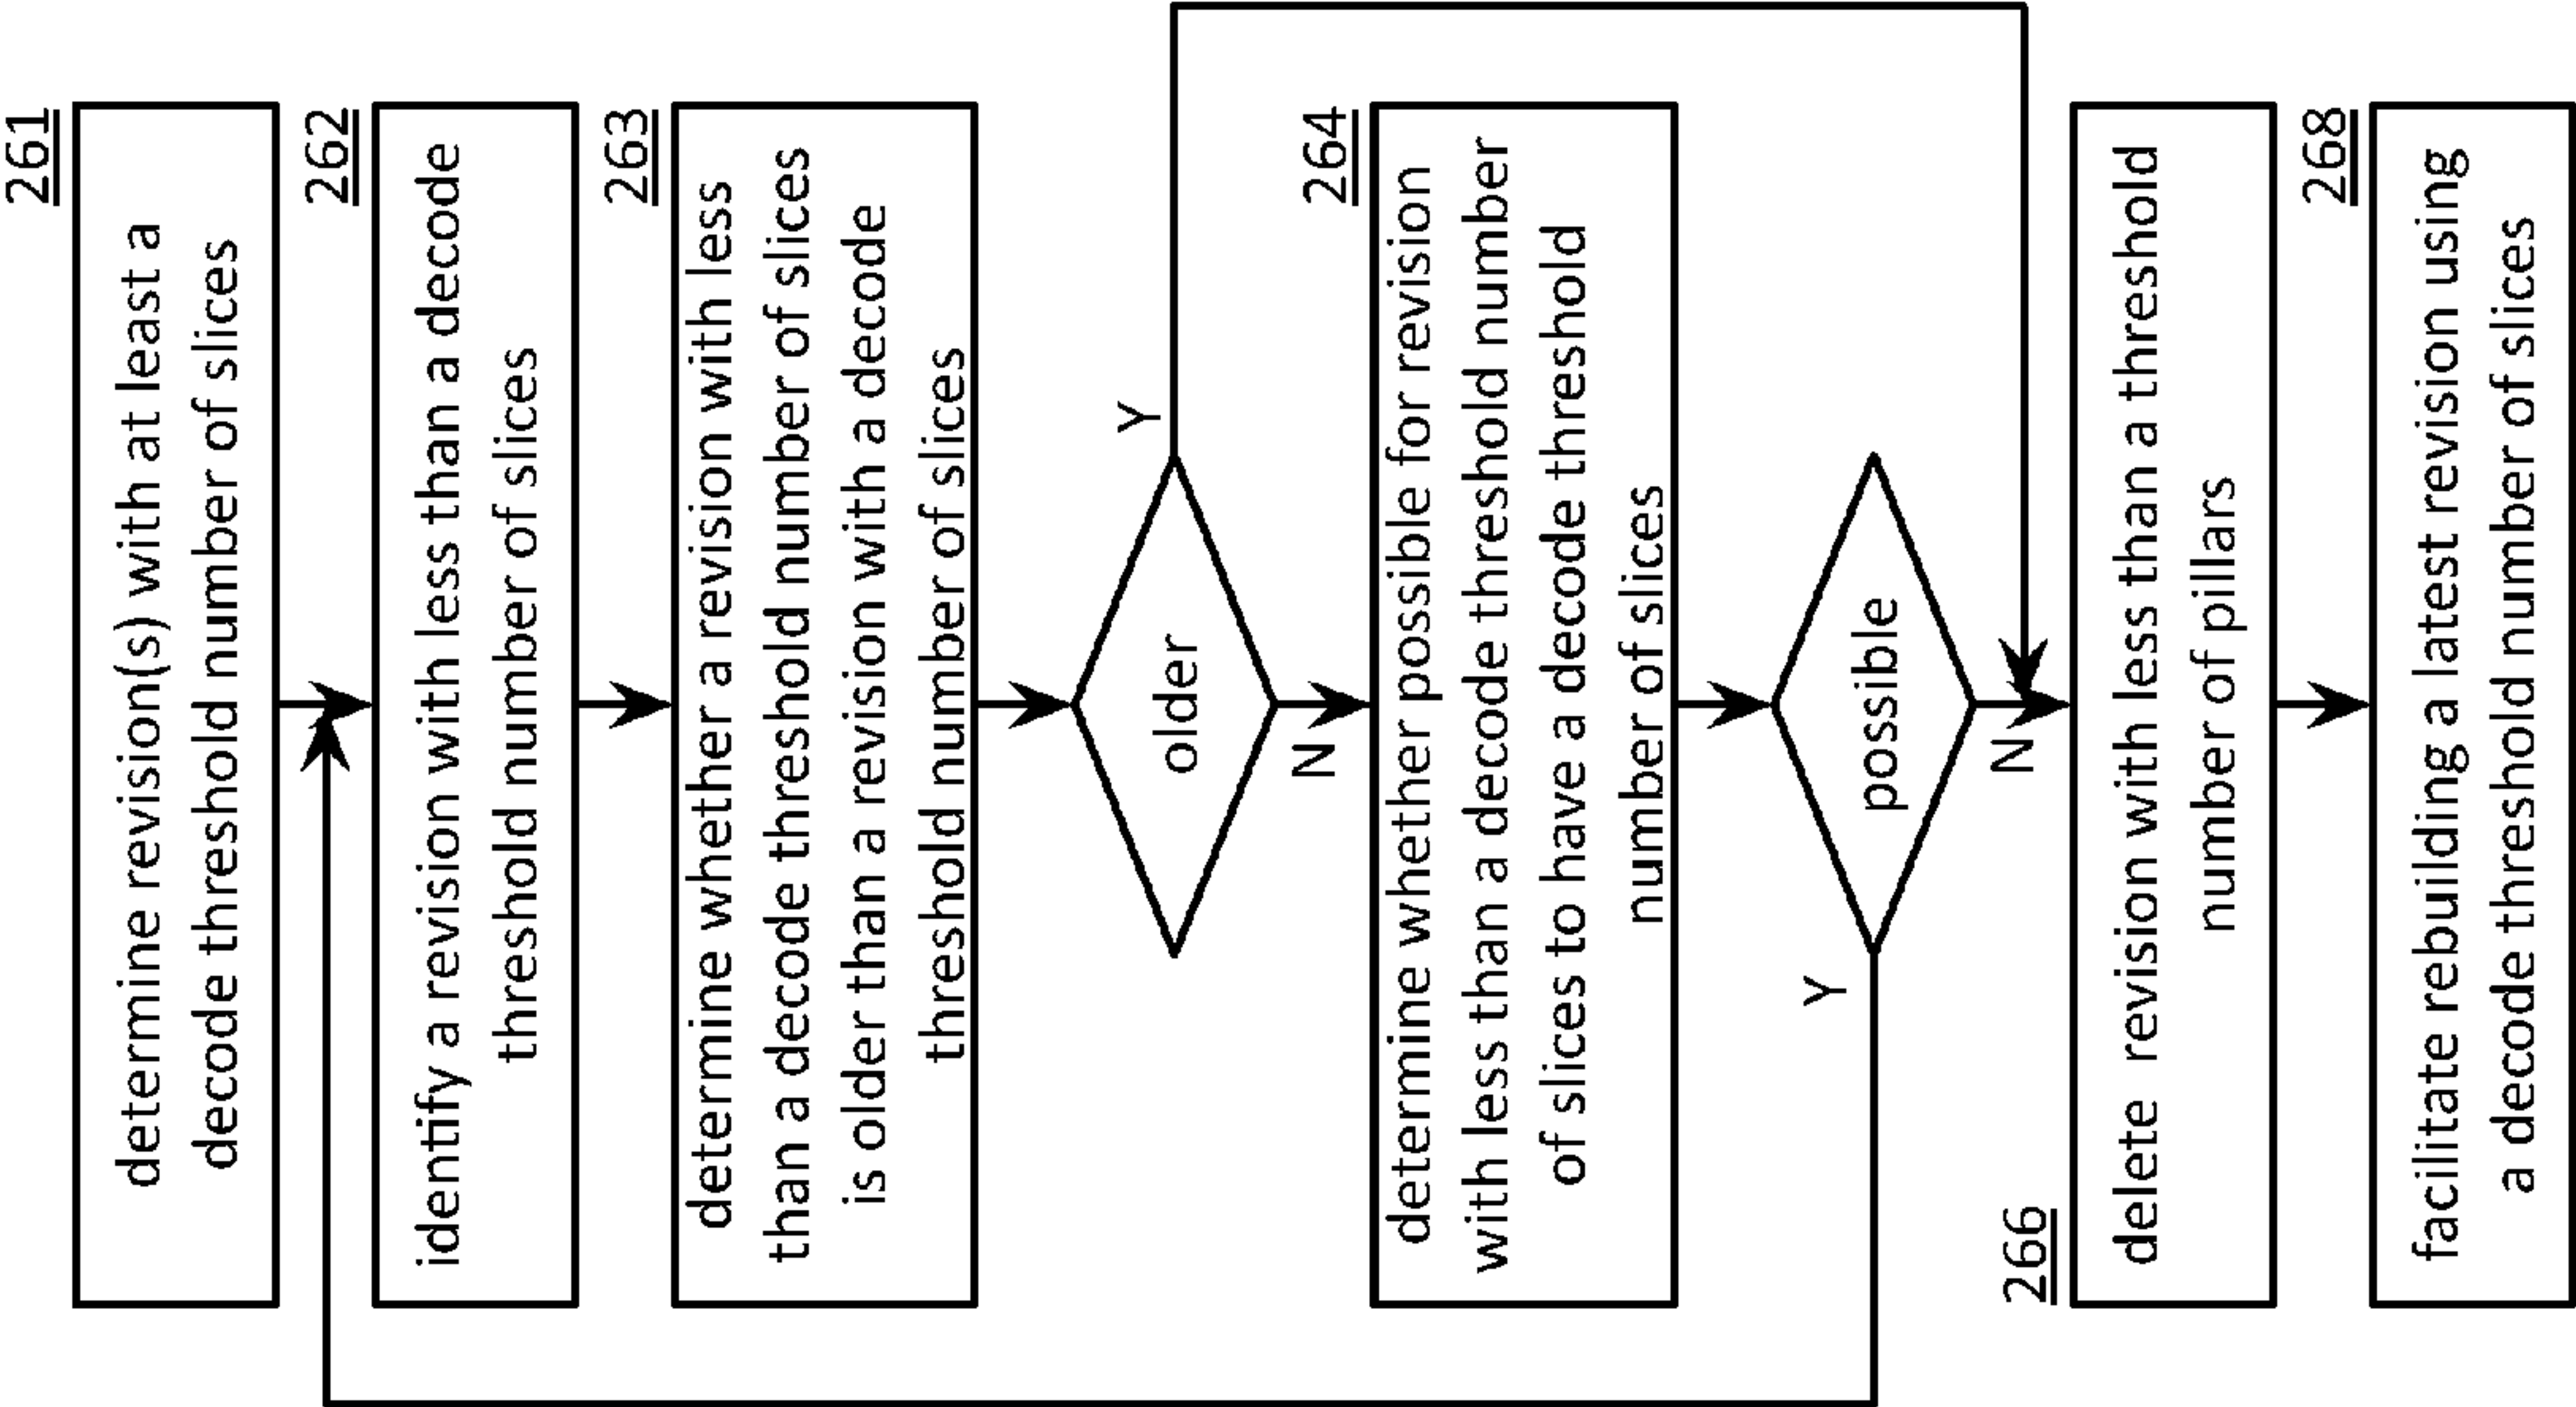 261
determine revision(s) with at least a
decode threshold number of slices
262
identify a revision with less than a decode
threshold number of slices
263
determine whether a revision with less
than a decode threshold number of slices
is older than a revision with a decode
threshold number of slices
older
Y
N
264
determine whether possible for revision
with less than a decode threshold number
of slices to have a decode threshold
number of slices
possible
Y
N
266
delete revision with less than a threshold
number of pillars
268
facilitate rebuilding a latest revision using
a decode threshold number of slices